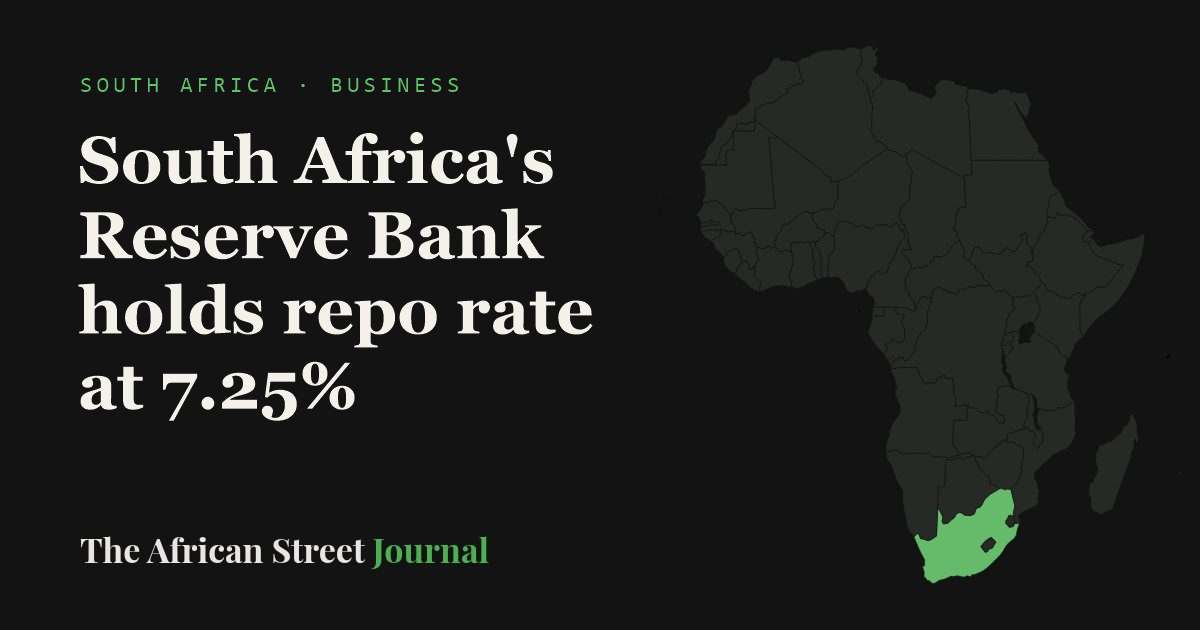 SOUTH AFRICA · BUSINESS
South Africa's
Reserve Bank
holds repo rate
at 7.25%
The African Street Journal